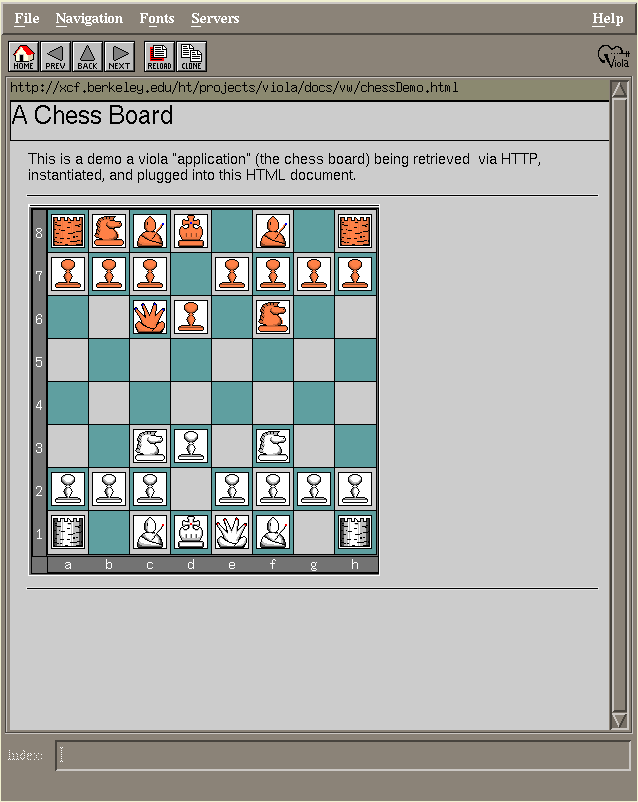 File Navigation Fonts Servers Help
HOME PREV BACK NEXT RELOAD CLONE Viola
http://xcf.berkeley.edu/ht/projects/viola/docs/vw/chessDemo.html
A Chess Board
This is a demo a viola "application" (the chess board) being retrieved via HTTP,
instantiated, and plugged into this HTML document.
8
7
6
5
4
3
2
1
a b c d e f g h
Index: